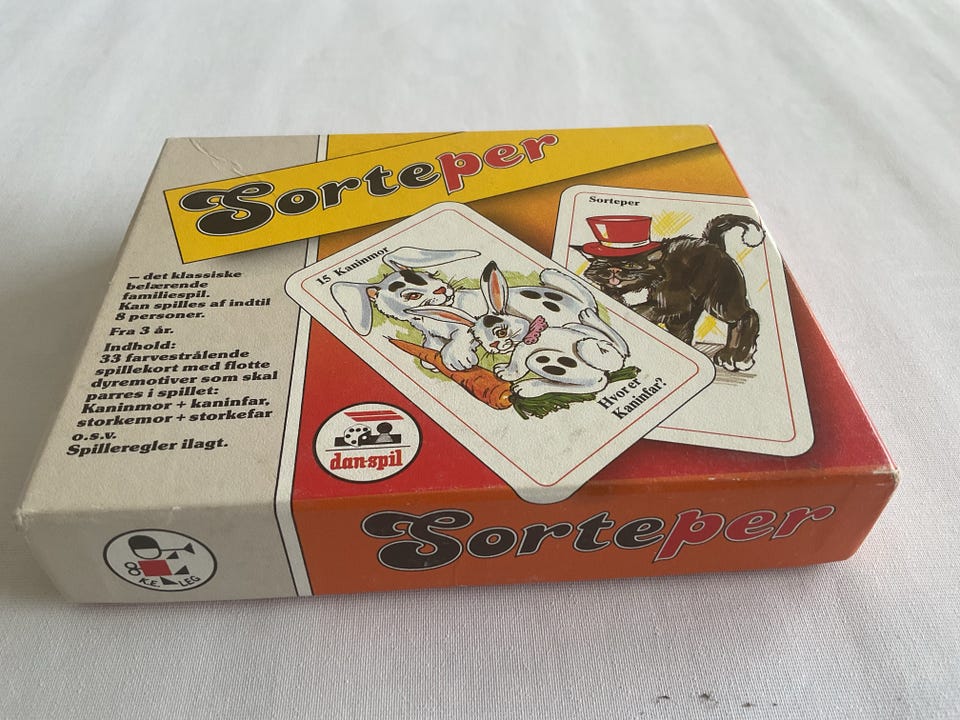 Sorteper
– det klassiske
belærende
familiespil.
Kan spilles af indtil
8 personer.
Fra 3 år.
Indhold:
33 farvestrålende
spillekort med flotte
dyremotiver som skal
parres i spillet:
Kaninmor + kaninfar,
storkemor + storkefar
o.s.v.
Spilleregler ilagt.
15 Kaninmor
Hvor er
Kaninfar?
Sorteper
dan-spil
K.E. LEG
Sorteper